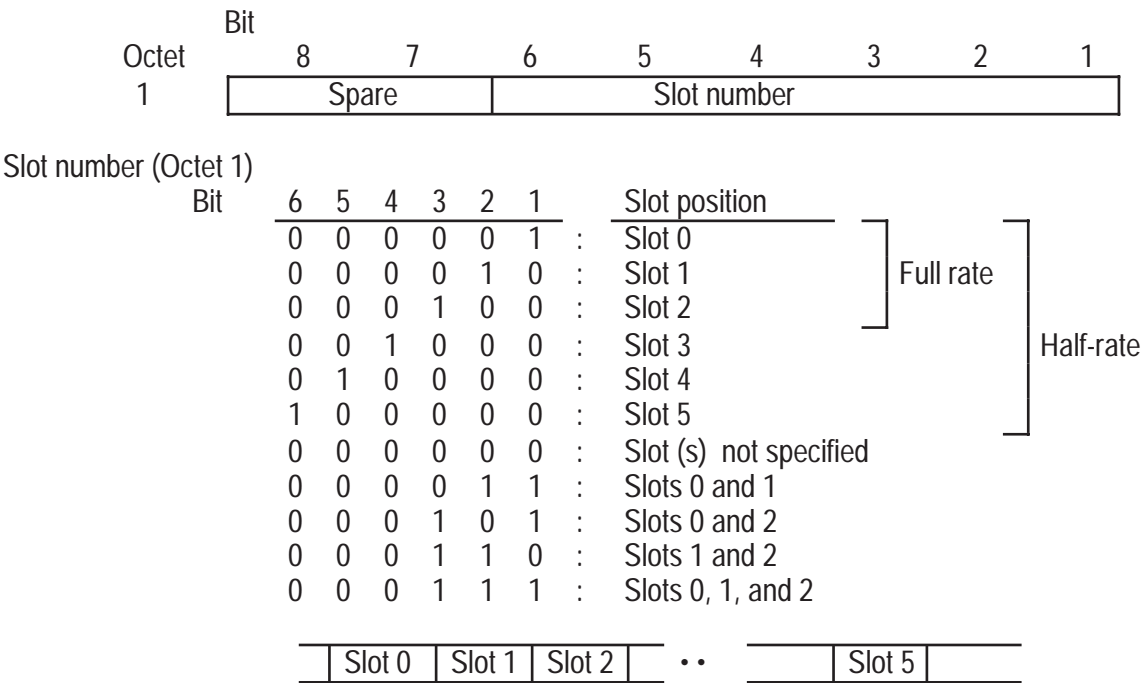 Bit
Octet 8 7 6 5 4 3 2 1
1 Spare Slot number
Slot number (Octet 1)
Bit 6 5 4 3 2 1 Slot position
0 0 0 0 0 1 : Slot 0
0 0 0 0 1 0 : Slot 1 Full rate
0 0 0 1 0 0 : Slot 2
0 0 1 0 0 0 : Slot 3 Half-rate
0 1 0 0 0 0 : Slot 4
1 0 0 0 0 0 : Slot 5
0 0 0 0 0 0 : Slot (s) not specified
0 0 0 0 1 1 : Slots 0 and 1
0 0 0 1 0 1 : Slots 0 and 2
0 0 0 1 1 0 : Slots 1 and 2
0 0 0 1 1 1 : Slots 0, 1, and 2
Slot 0 Slot 1 Slot 2 •• Slot 5